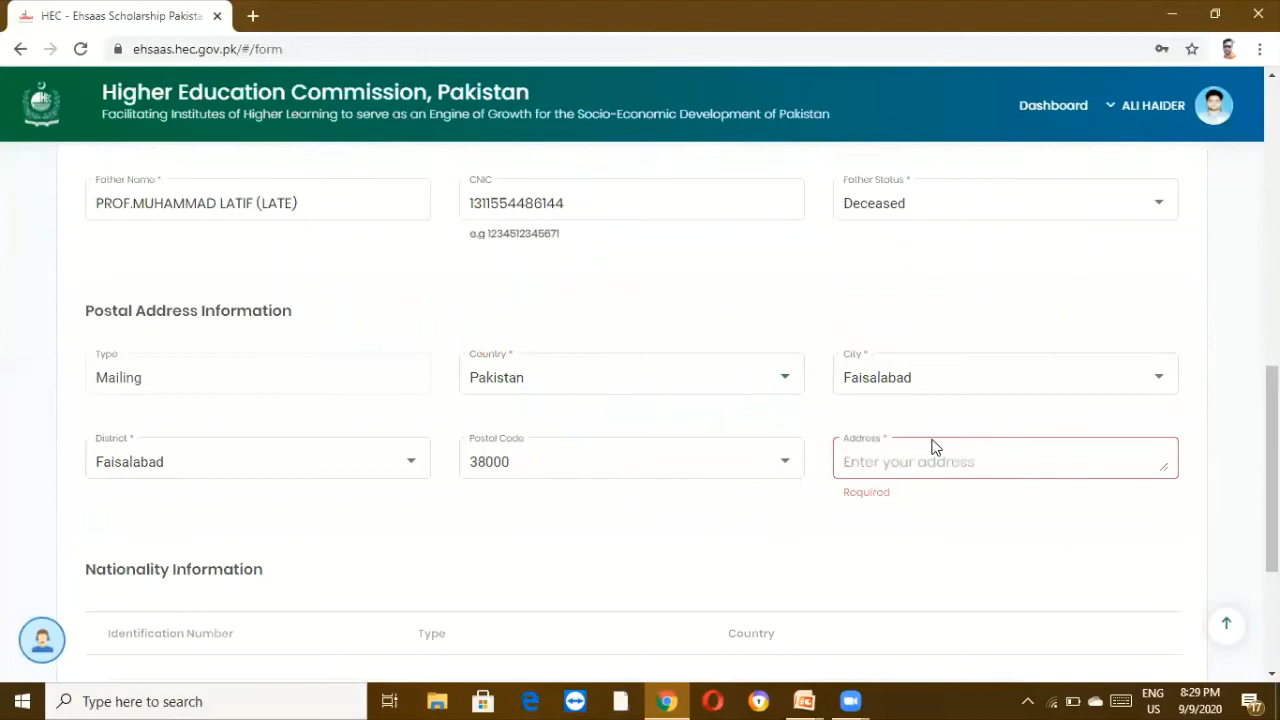 HEC - Ehsaas Scholarship Pakista
ehsaas.hec.gov.pk/#/form
Higher Education Commission, Pakistan
Facilitating Institutes of Higher Learning to serve as an Engine of Growth for the Socio-Economic Development of Pakistan
Dashboard ALI HAIDER
Father Name * CNIC Father Status *
PROF.MUHAMMAD LATIF (LATE) 1311554486144 Deceased
e.g 1234512345671
Postal Address Information
Type Country * City *
Mailing Pakistan Faisalabad
District * Postal Code Address *
Faisalabad 38000 Enter your address
Required
Nationality Information
Identification Number Type Country
Type here to search
ENG 8:29 PM
US 9/9/2020 17